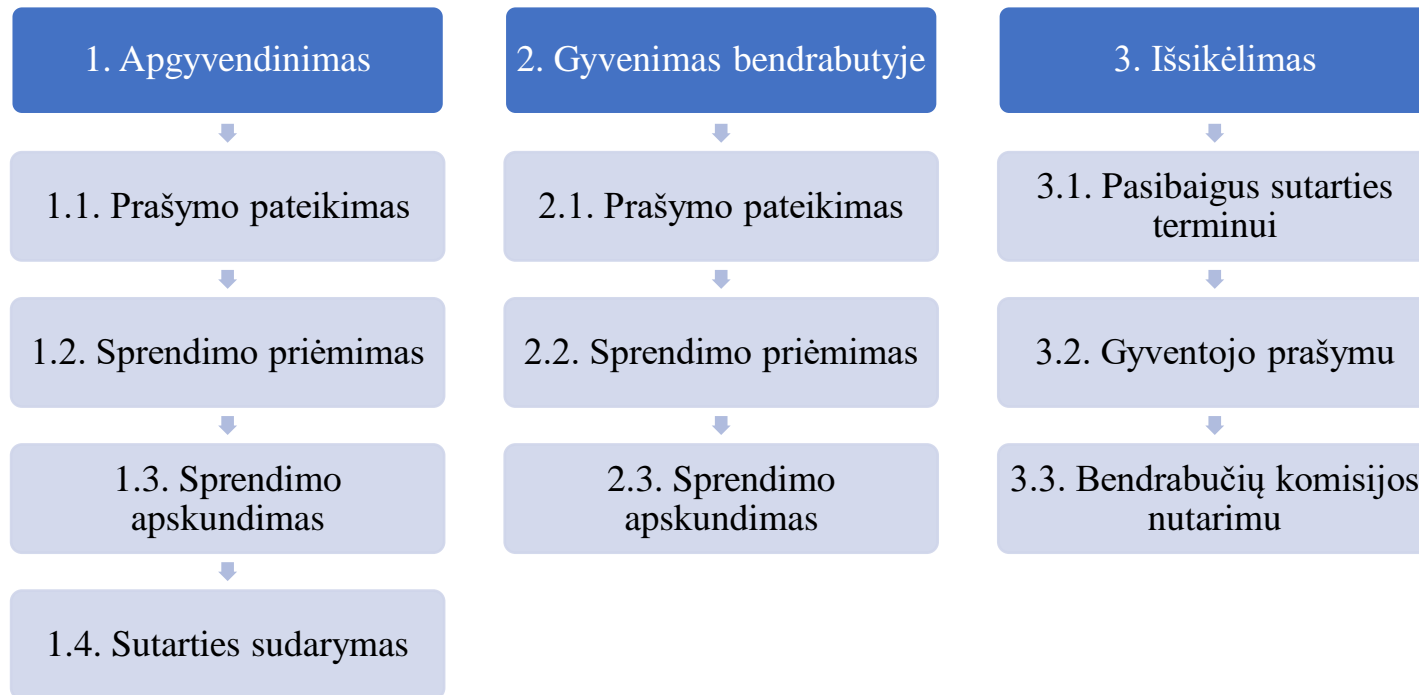 1. Apgyvendinimas
1.1. Prašymo pateikimas
1.2. Sprendimo priėmimas
1.3. Sprendimo
apskundimas
1.4. Sutarties sudarymas
2. Gyvenimas bendrabutyje
2.1. Prašymo pateikimas
2.2. Sprendimo priėmimas
2.3. Sprendimo
apskundimas
3. Išsikėlimas
3.1. Pasibaigus sutarties
terminui
3.2. Gyventojo prašymu
3.3. Bendrabučių komisijos
nutarimu